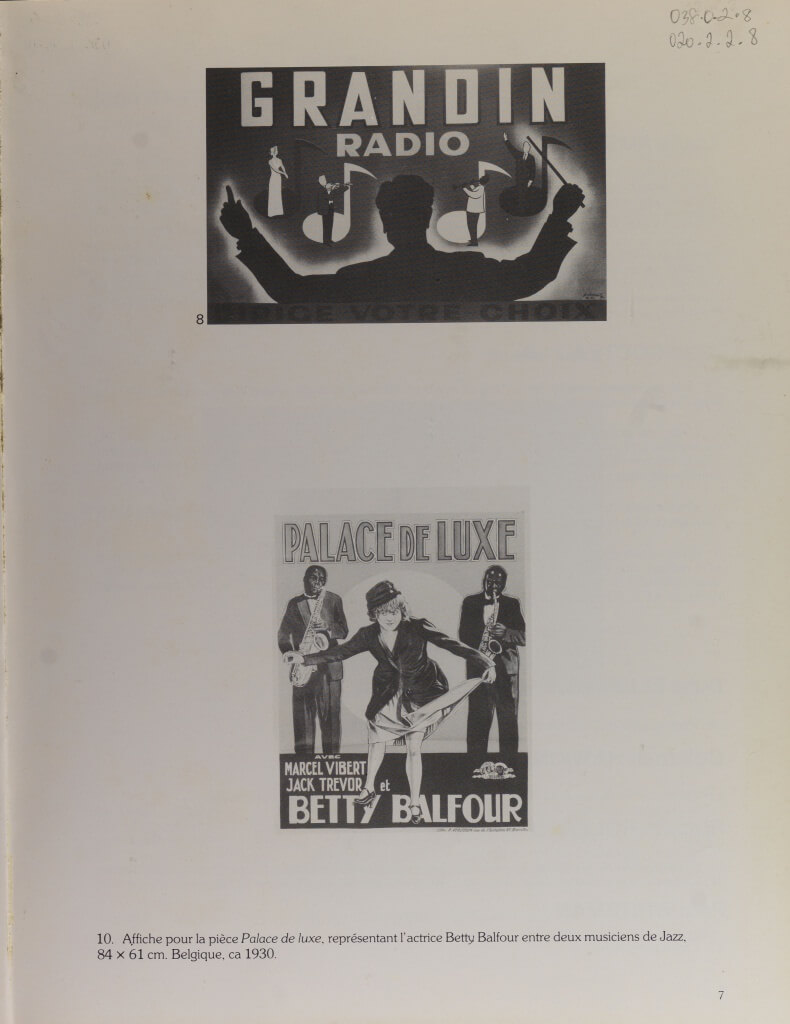 038.0.2.8
020.2.2.8
GRANDIN
RADIO
DIRIGE VOTRE CHOIX
8
PALACE DE LUXE
AVEC
MARCEL VIBERT
JACK TREVOR et
BETTY BALFOUR
10. Affiche pour la pièce Palace de luxe, représentant l'actrice Betty Balfour entre deux musiciens de Jazz,
84 × 61 cm. Belgique, ca 1930.
7